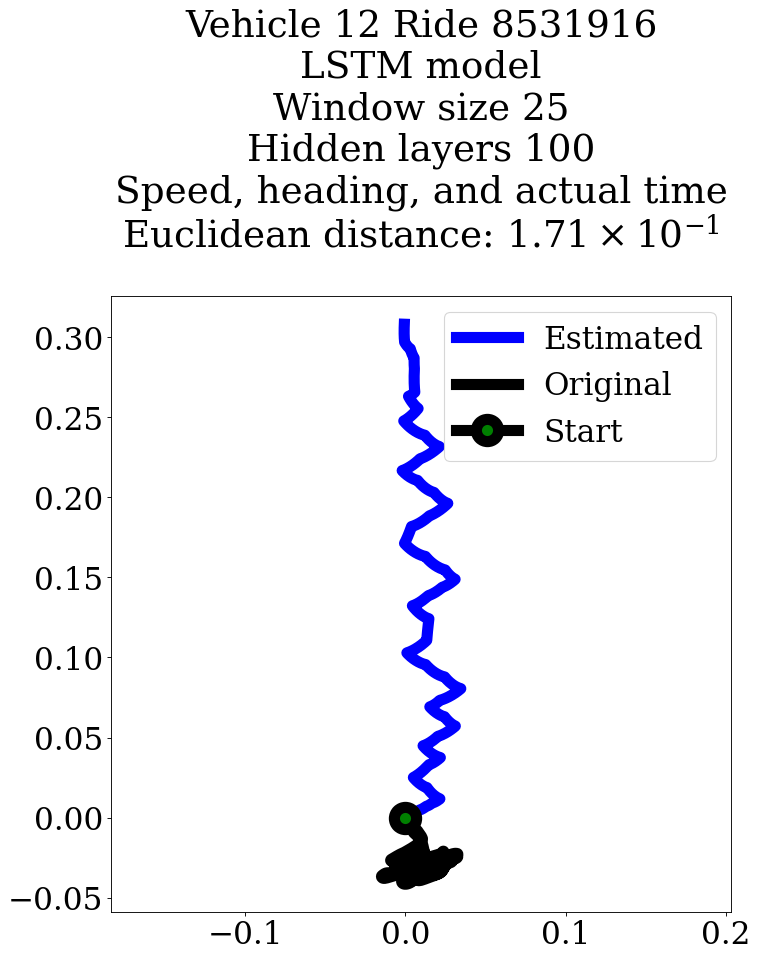 Vehicle 12 Ride 8531916
LSTM model
Window size 25
Hidden layers 100
Speed, heading, and actual time
Euclidean distance: 1.71 × 10⁻¹
Estimated
Original
Start
0.30
0.25
0.20
0.15
0.10
0.05
0.00
−0.05
−0.1
0.0
0.1
0.2